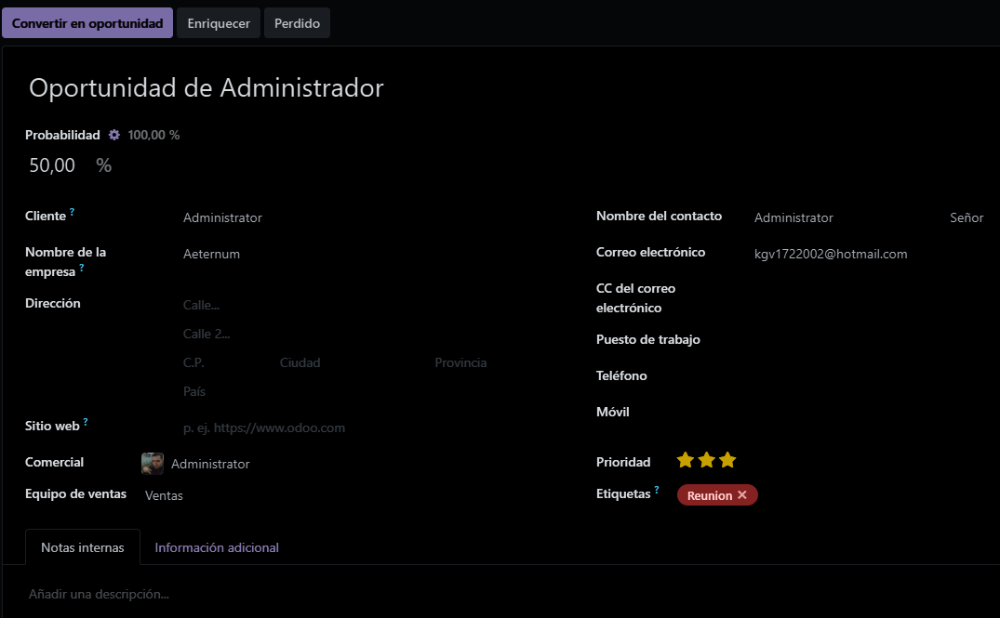 Convertir en oportunidad Enriquecer Perdido
Oportunidad de Administrador
Probabilidad 100,00 %
50,00 %
Cliente ? Administrator
Nombre de la
empresa ? Aeternum
Dirección Calle...
Calle 2...
C.P. Ciudad Provincia
País
Sitio web ? p. ej. https://www.odoo.com
Comercial Administrator
Equipo de ventas Ventas
Nombre del contacto Administrator Señor
Correo electrónico kgv1722002@hotmail.com
CC del correo
electrónico
Puesto de trabajo
Teléfono
Móvil
Prioridad
Etiquetas ? Reunion ✕
Notas internas Información adicional
Añadir una descripción...